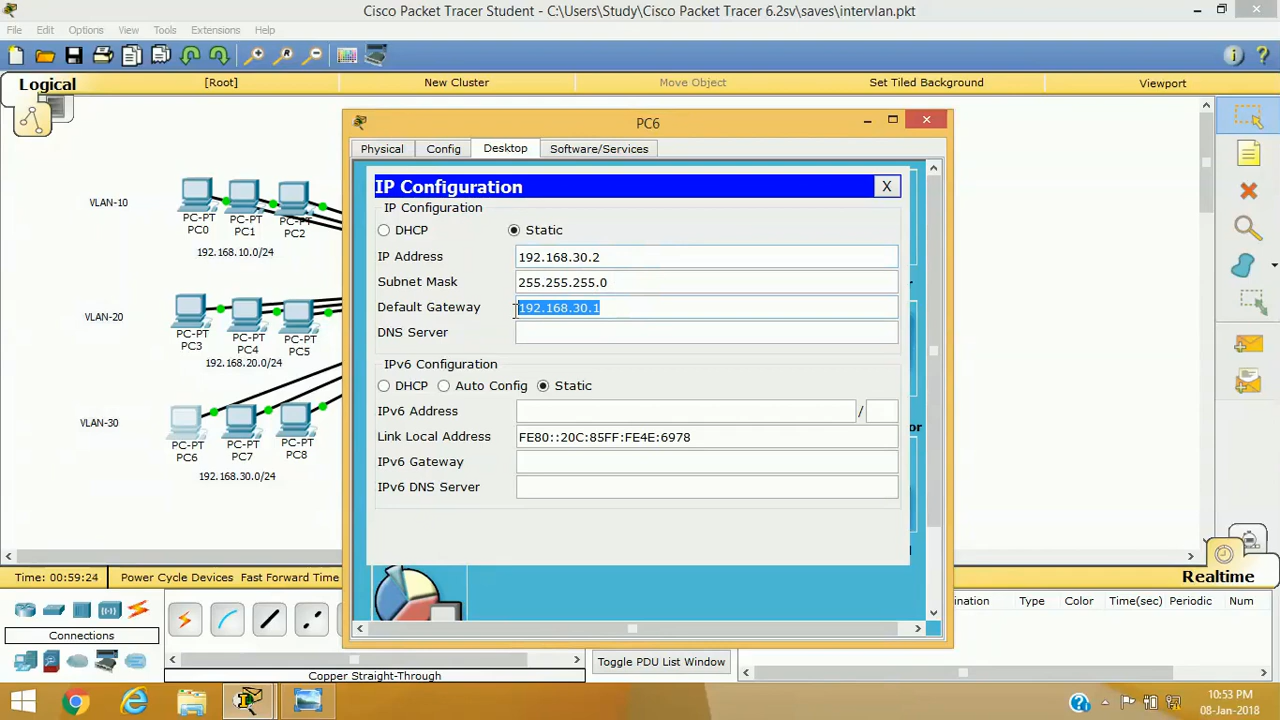 Cisco Packet Tracer Student - C:\Users\Study\Cisco Packet Tracer 6.2sv\saves\intervlan.pkt
File Edit Options View Tools Extensions Help
Logical [Root] New Cluster Move Object Set Tiled Background Viewport
PC6
Physical Config Desktop Software/Services
IP Configuration X
IP Configuration
DHCP Static
IP Address 192.168.30.2
Subnet Mask 255.255.255.0
Default Gateway 192.168.30.1
DNS Server
IPv6 Configuration
DHCP Auto Config Static
IPv6 Address /
Link Local Address FE80::20C:85FF:FE4E:6978
IPv6 Gateway
IPv6 DNS Server
VLAN-10
PC-PT PC-PT PC-PT
PC0 PC1 PC2
192.168.10.0/24
VLAN-20
PC-PT PC-PT PC-PT
PC3 PC4 PC5
192.168.20.0/24
VLAN-30
PC-PT PC-PT PC-PT
PC6 PC7 PC8
192.168.30.0/24
or
Time: 00:59:24 Power Cycle Devices Fast Forward Time
Realtime
Connections
Copper Straight-Through
Toggle PDU List Window
ination Type Color Time(sec) Periodic Num
10:53 PM
08-Jan-2018